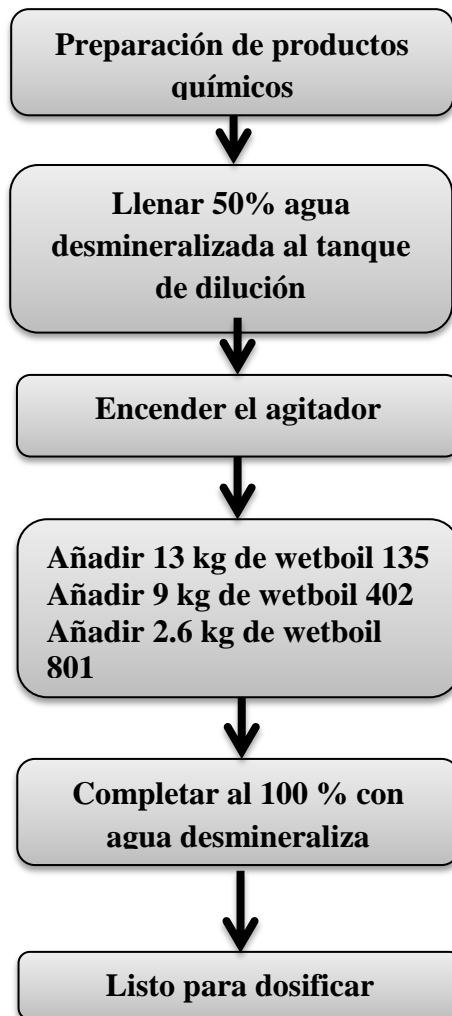 Preparación de productos
químicos
Llenar 50% agua
desmineralizada al tanque
de dilución
Encender el agitador
Añadir 13 kg de wetboil 135
Añadir 9 kg de wetboil 402
Añadir 2.6 kg de wetboil
801
Completar al 100 % con
agua desmineraliza
Listo para dosificar